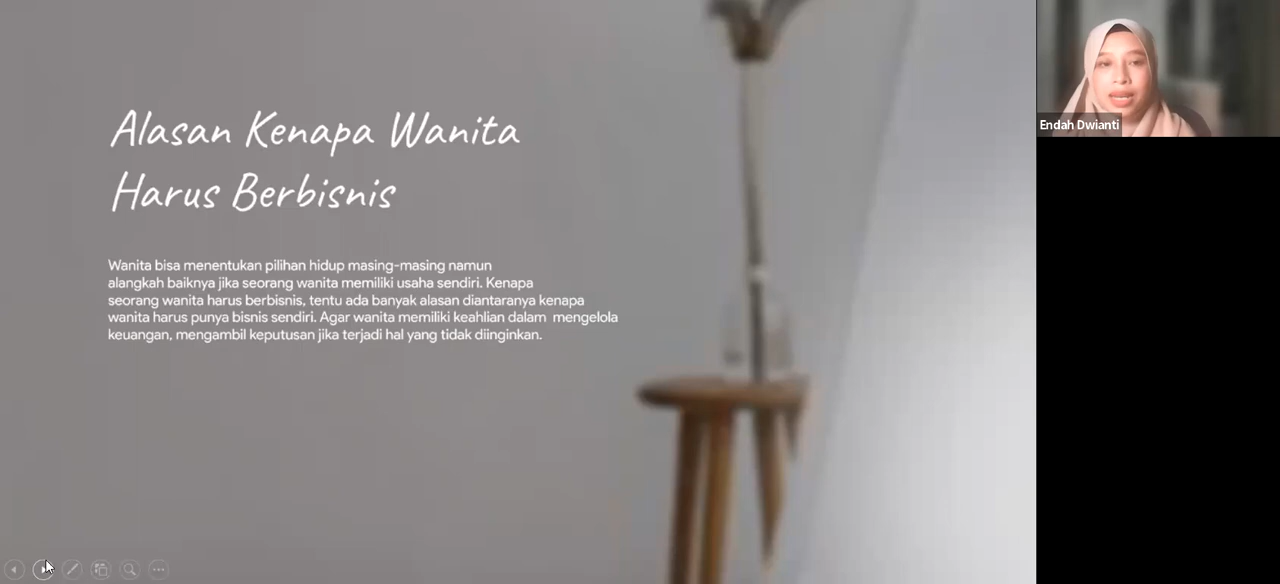 Alasan Kenapa Wanita
Harus Berbisnis
Wanita bisa menentukan pilihan hidup masing-masing namun
alangkah baiknya jika seorang wanita memiliki usaha sendiri. Kenapa
seorang wanita harus berbisnis, tentu ada banyak alasan diantaranya kenapa
wanita harus punya bisnis sendiri. Agar wanita memiliki keahlian dalam  mengelola
keuangan, mengambil keputusan jika terjadi hal yang tidak diinginkan.
Endah Dwianti